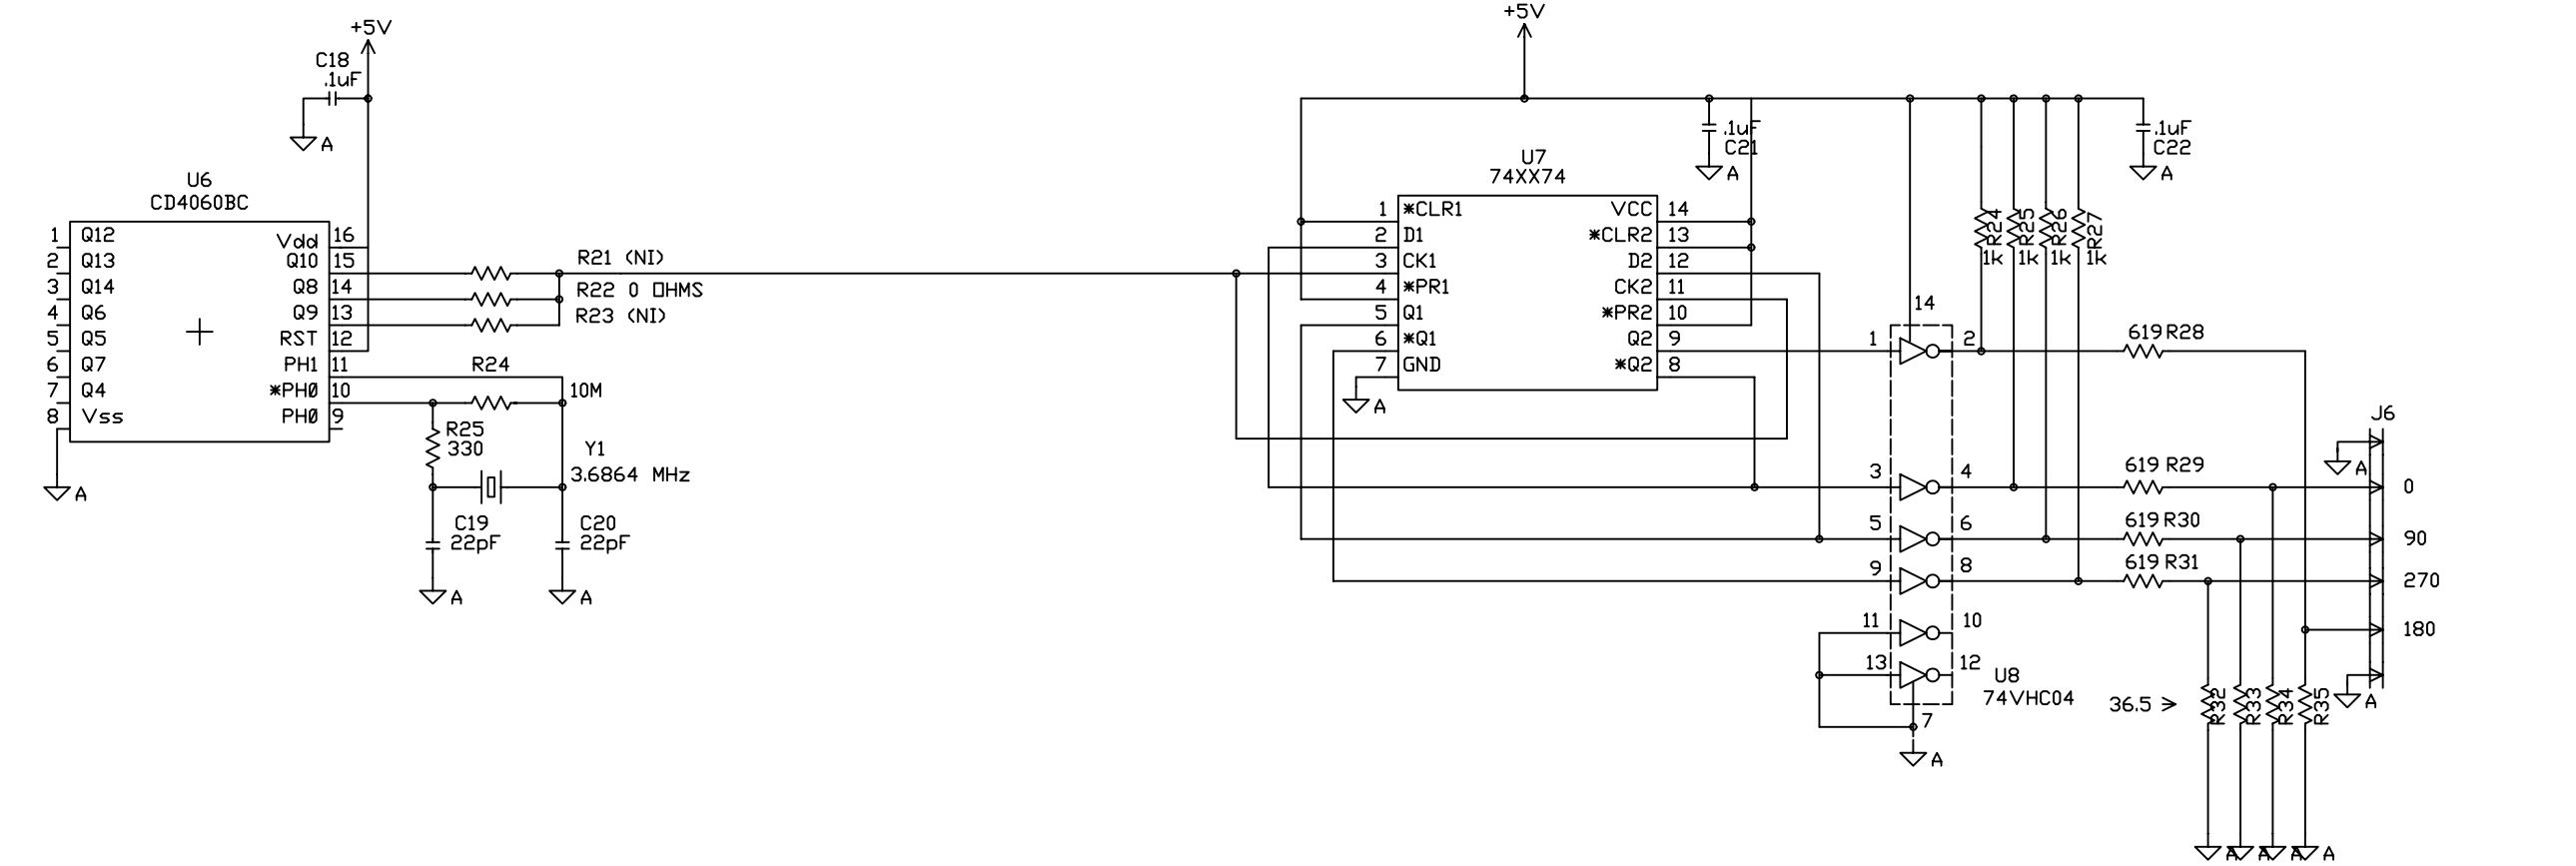 +5V
C18
.1uF
A
U6
CD4060BC
1 Q12
2 Q13
3 Q14
4 Q6
5 Q5
6 Q7
7 Q4
8 Vss
Vdd 16
Q10 15
Q8 14
Q9 13
RST 12
PH1 11
*PHØ 10
PHØ 9
A
R21 (NI)
R22 0 OHMS
R23 (NI)
R24
10M
R25
330
Y1
3.6864 MHz
C19
22pF
C20
22pF
A
A
+5V
U7
74XX74
1 *CLR1
2 D1
3 CK1
4 *PR1
5 Q1
6 *Q1
7 GND
VCC 14
*CLR2 13
D2 12
CK2 11
*PR2 10
Q2 9
*Q2 8
A
.1uF
C21
A
.1uF
C22
A
R24
1k
R25
1k
R26
1k
R27
1k
14
1 2
3 4
5 6
9 8
11 10
13 12
7
A
U8
74VHC04
619 R28
619 R29
619 R30
619 R31
J6
A
0
90
270
180
A
36.5 >
R32
R33
R34
R35
A
A
A
A